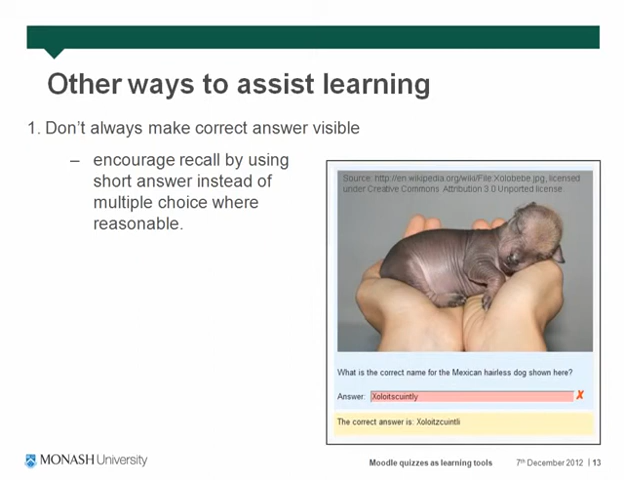 Other ways to assist learning
1. Don't always make correct answer visible
– encourage recall by using
short answer instead of
multiple choice where
reasonable.
Source: http://en.wikipedia.org/wiki/File:Xolobebe.jpg, licensed
under Creative Commons Attribution 3.0 Unported license
What is the correct name for the Mexican hairless dog shown here?
Answer: Xoloitscuintly ✗
The correct answer is: Xoloitzcuintli
MONASH University
Moodle quizzes as learning tools 7th December 2012 | 13